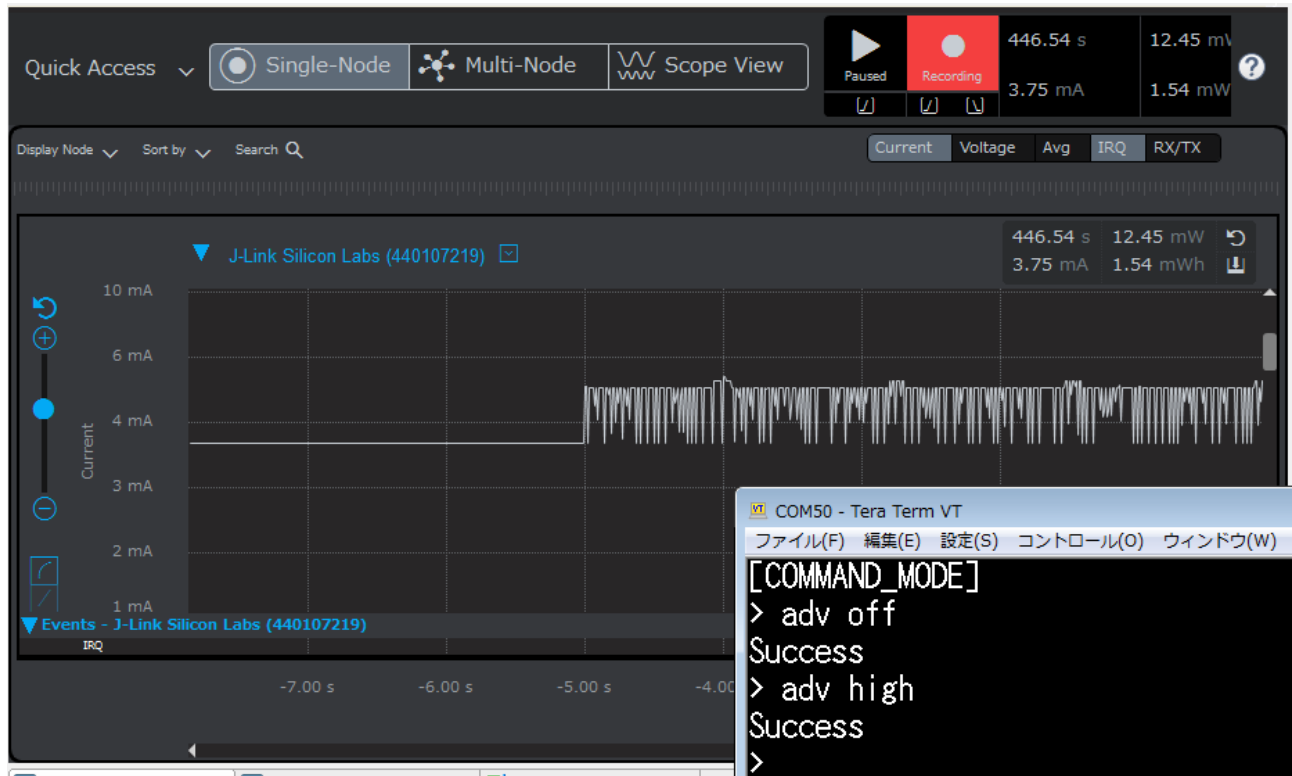 Quick Access Single-Node Multi-Node Scope View
Paused Recording
446.54 s 12.45 mW
3.75 mA 1.54 mW
Display Node Sort by Search
Current Voltage Avg IRQ RX/TX
J-Link Silicon Labs (440107219)
446.54 s 12.45 mW
3.75 mA 1.54 mWh
10 mA
6 mA
4 mA
3 mA
2 mA
1 mA
Current
Events - J-Link Silicon Labs (440107219)
IRQ
-7.00 s -6.00 s -5.00 s -4.00
COM50 - Tera Term VT
ファイル(F) 編集(E) 設定(S) コントロール(O) ウィンドウ(W)
[COMMAND_MODE]
> adv off
Success
> adv high
Success
>